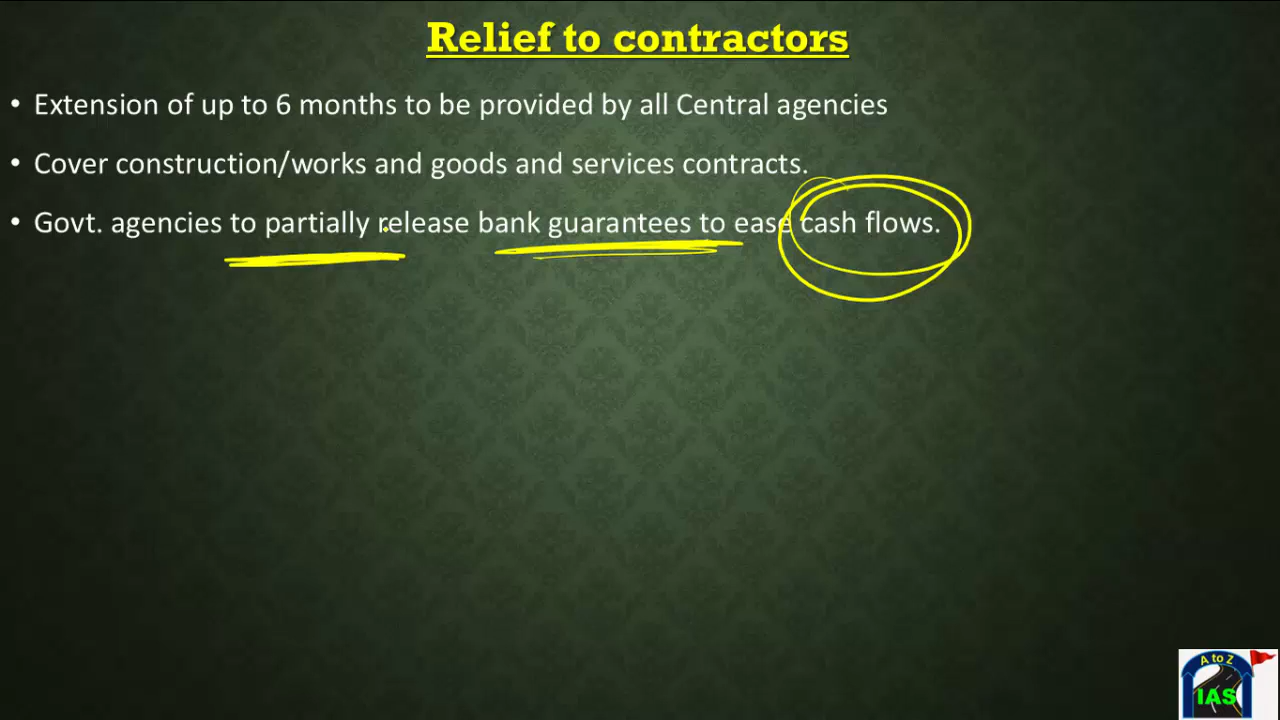 Relief to contractors
• Extension of up to 6 months to be provided by all Central agencies
• Cover construction/works and goods and services contracts.
• Govt. agencies to partially release bank guarantees to ease cash flows.
A to Z
IAS